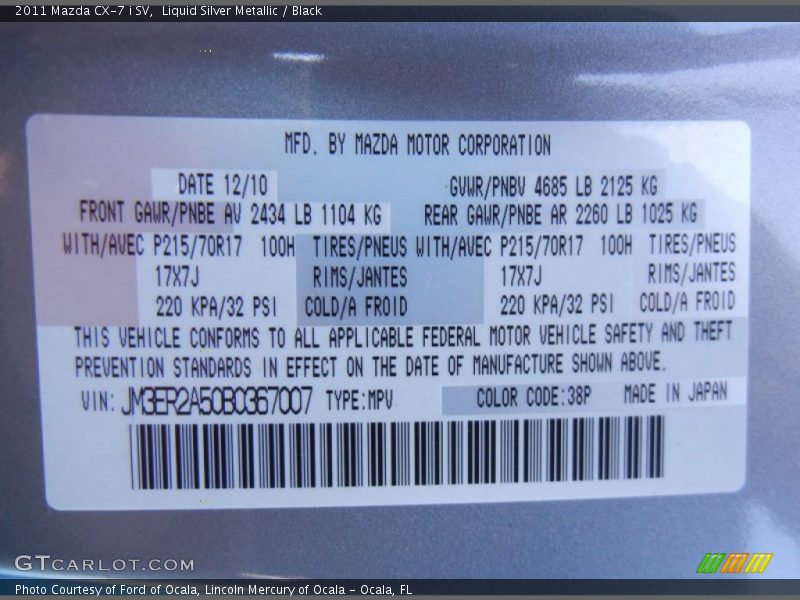 2011 Mazda CX-7 i SV,  Liquid Silver Metallic / Black
MFD. BY MAZDA MOTOR CORPORATION
DATE 12/10 GVWR/PNBV 4685 LB 2125 KG
FRONT GAWR/PNBE AV 2434 LB 1104 KG REAR GAWR/PNBE AR 2260 LB 1025 KG
WITH/AVEC P215/70R17 100H TIRES/PNEUS WITH/AVEC P215/70R17 100H TIRES/PNEUS
17X7J RIMS/JANTES 17X7J RIMS/JANTES
220 KPA/32 PSI COLD/A FROID 220 KPA/32 PSI COLD/A FROID
THIS VEHICLE CONFORMS TO ALL APPLICABLE FEDERAL MOTOR VEHICLE SAFETY AND THEFT
PREVENTION STANDARDS IN EFFECT ON THE DATE OF MANUFACTURE SHOWN ABOVE.
VIN: JM3ER2A50B0367007 TYPE:MPV COLOR CODE:38P MADE IN JAPAN
GTCARLOT.COM
Photo Courtesy of Ford of Ocala, Lincoln Mercury of Ocala - Ocala, FL